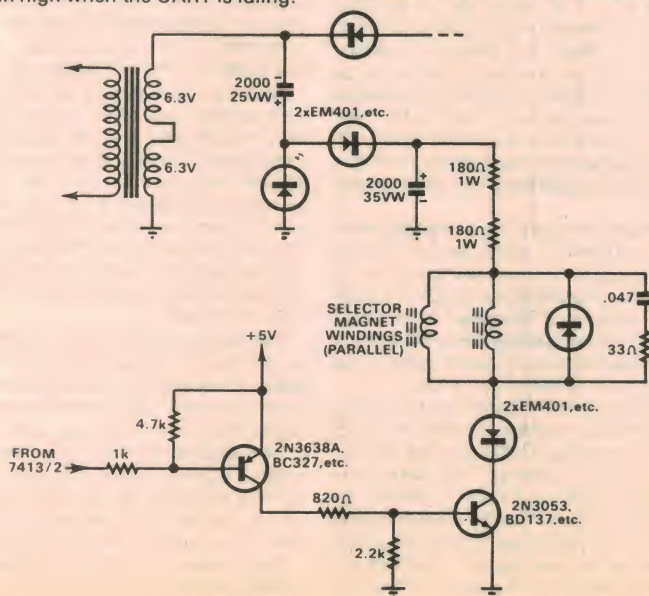 high when the UART is idling.
2000
25VW
6.3V
6.3V
2xEM401,etc.
2000
35VW
180Ω
1W
180Ω
1W
SELECTOR
MAGNET
WINDINGS
(PARALLEL)
.047
33Ω
+5V
4.7k
2xEM401,etc.
FROM
7413/2
1k
2N3638A,
BC327,etc.
820Ω
2N3053,
BD137,etc.
2.2k